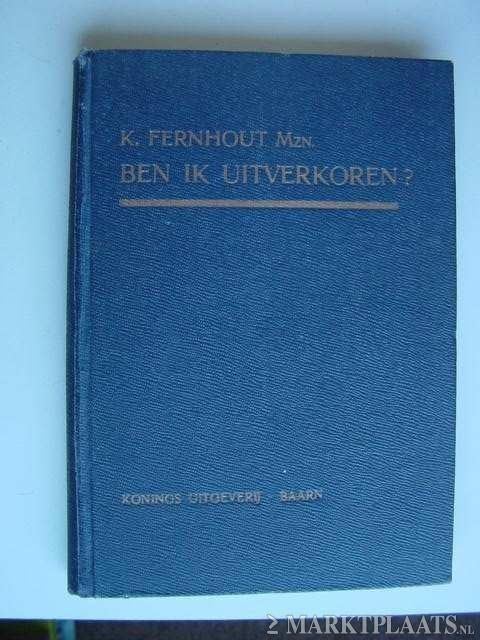 K. FERNHOUT MZN.
BEN IK UITVERKOREN?
KONINGS UITGEVERIJ - BAARN
MARKTPLAATS.NL